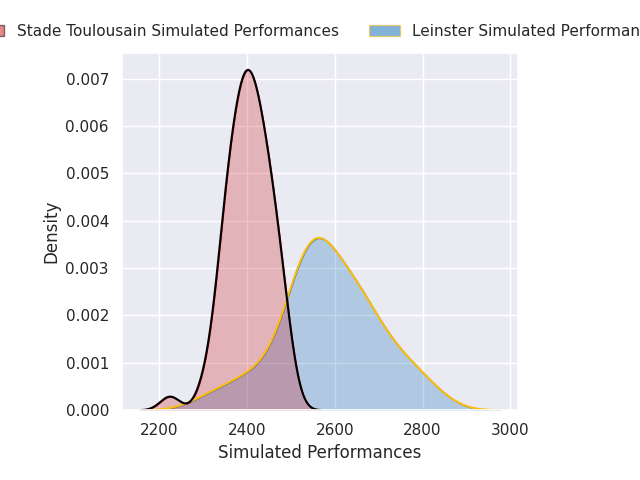 Stade Toulousain Simulated Performances Leinster Simulated
0.007
0.006
0.005
0.004
0.003
0.002
0.001
0.000
Density
2200 2400 2600 2800 3000
Simulated Performances